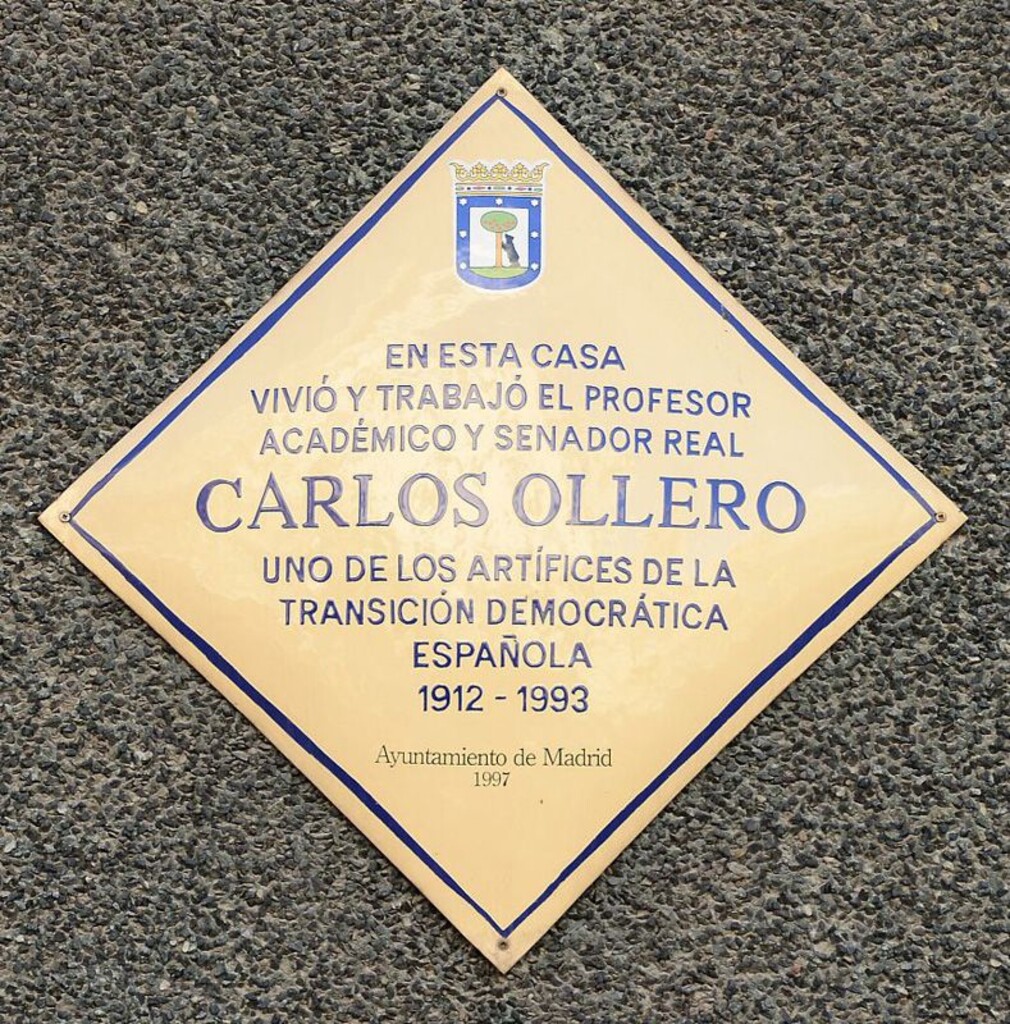 EN ESTA CASA
VIVIÓ Y TRABAJÓ EL PROFESOR
ACADÉMICO Y SENADOR REAL
CARLOS OLLERO
UNO DE LOS ARTÍFICES DE LA
TRANSICIÓN DEMOCRÁTICA
ESPAÑOLA
1912 - 1993
Ayuntamiento de Madrid
1997